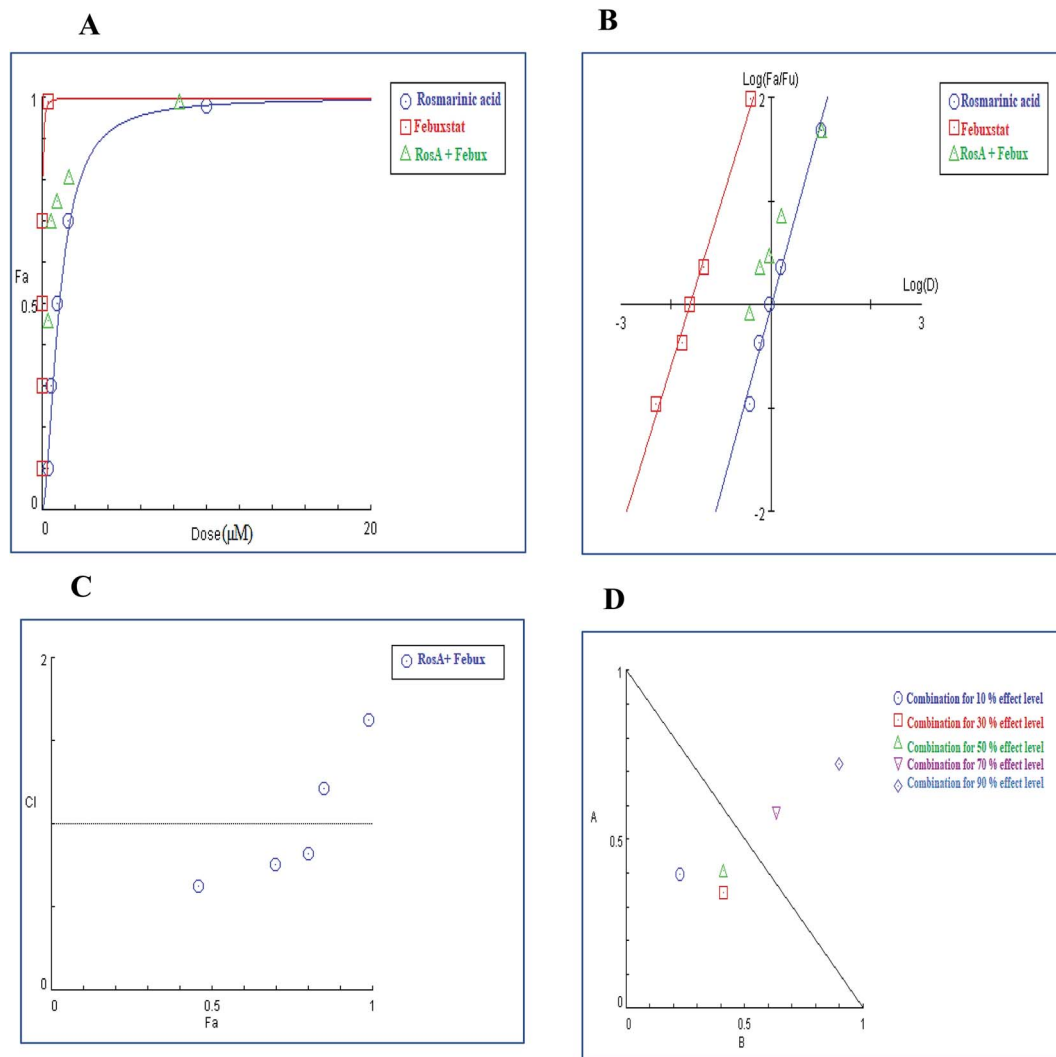 A
1
Fa
0.5
0
0
Dose(µM)
20
Rosmarinic acid
Febuxstat
RosA + Febux
B
Log(Fa/Fu)
2
Log(D)
-3
3
-2
Rosmarinic acid
Febuxstat
RosA + Febux
C
2
CI
0
0
0.5
1
Fa
RosA+ Febux
D
1
A
0.5
0
0
0.5
1
B
Combination for 10 % effect level
Combination for 30 % effect level
Combination for 50 % effect level
Combination for 70 % effect level
Combination for 90 % effect level